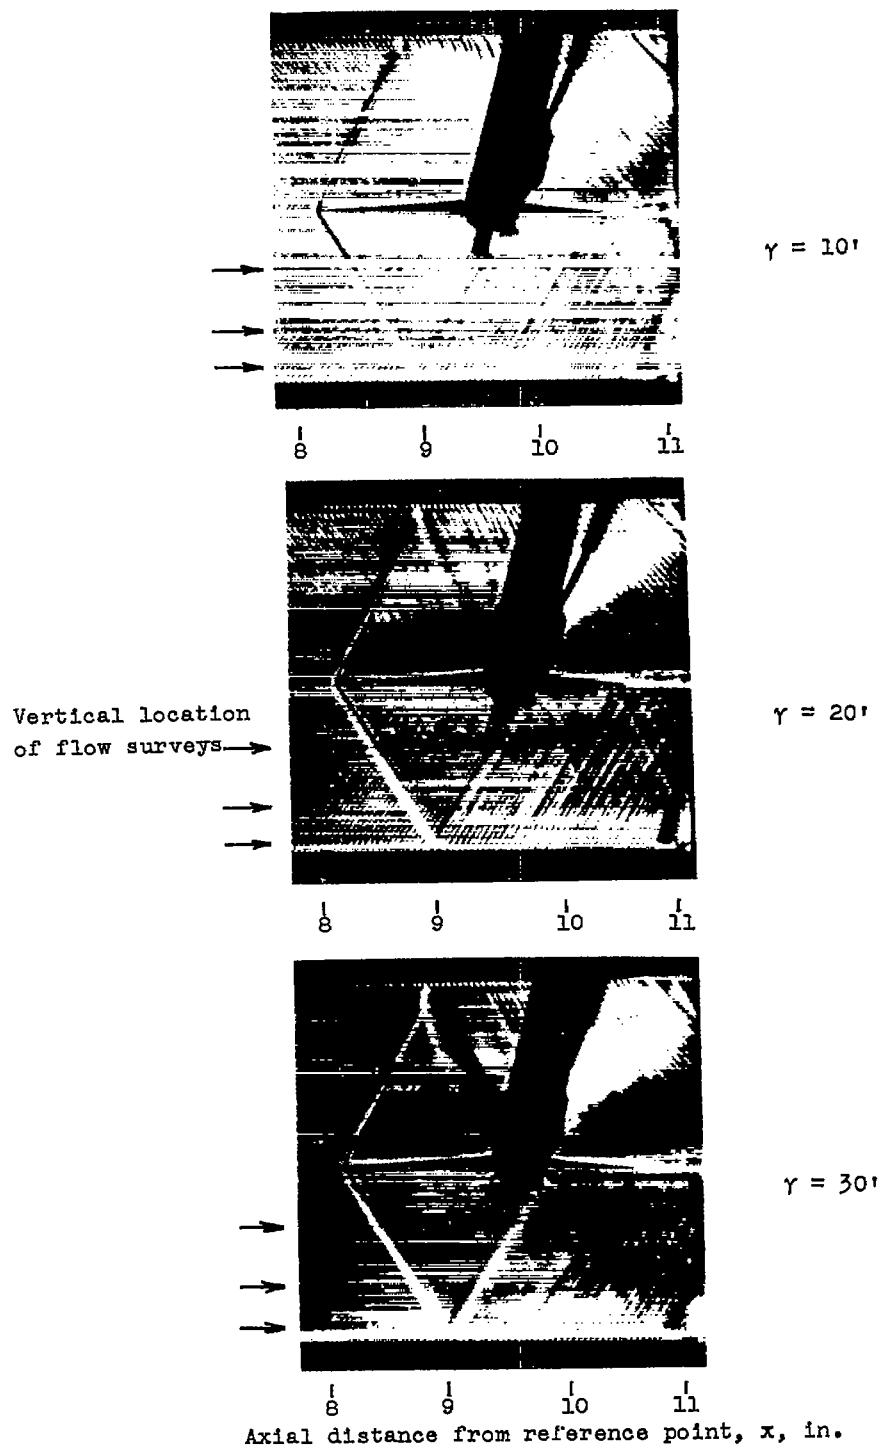 γ = 10'
8 9 10 11
Vertical location
of flow surveys
γ = 20'
8 9 10 11
γ = 30'
8 9 10 11
Axial distance from reference point, x, in.